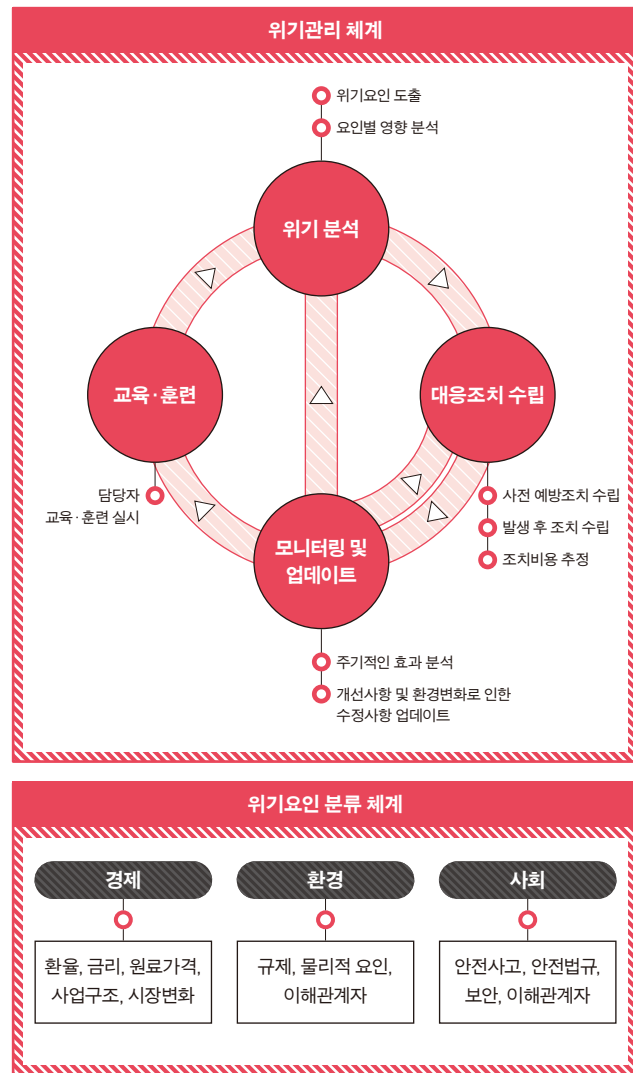 위기관리 체계
위기요인 도출
요인별 영향 분석
위기 분석
교육·훈련
대응조치 수립
담당자
교육·훈련 실시
사전 예방조치 수립
발생 후 조치 수립
조치비용 추정
모니터링 및
업데이트
주기적인 효과 분석
개선사항 및 환경변화로 인한
수정사항 업데이트
위기요인 분류 체계
경제
환율, 금리, 원료가격,
사업구조, 시장변화
환경
규제, 물리적 요인,
이해관계자
사회
안전사고, 안전법규,
보안, 이해관계자